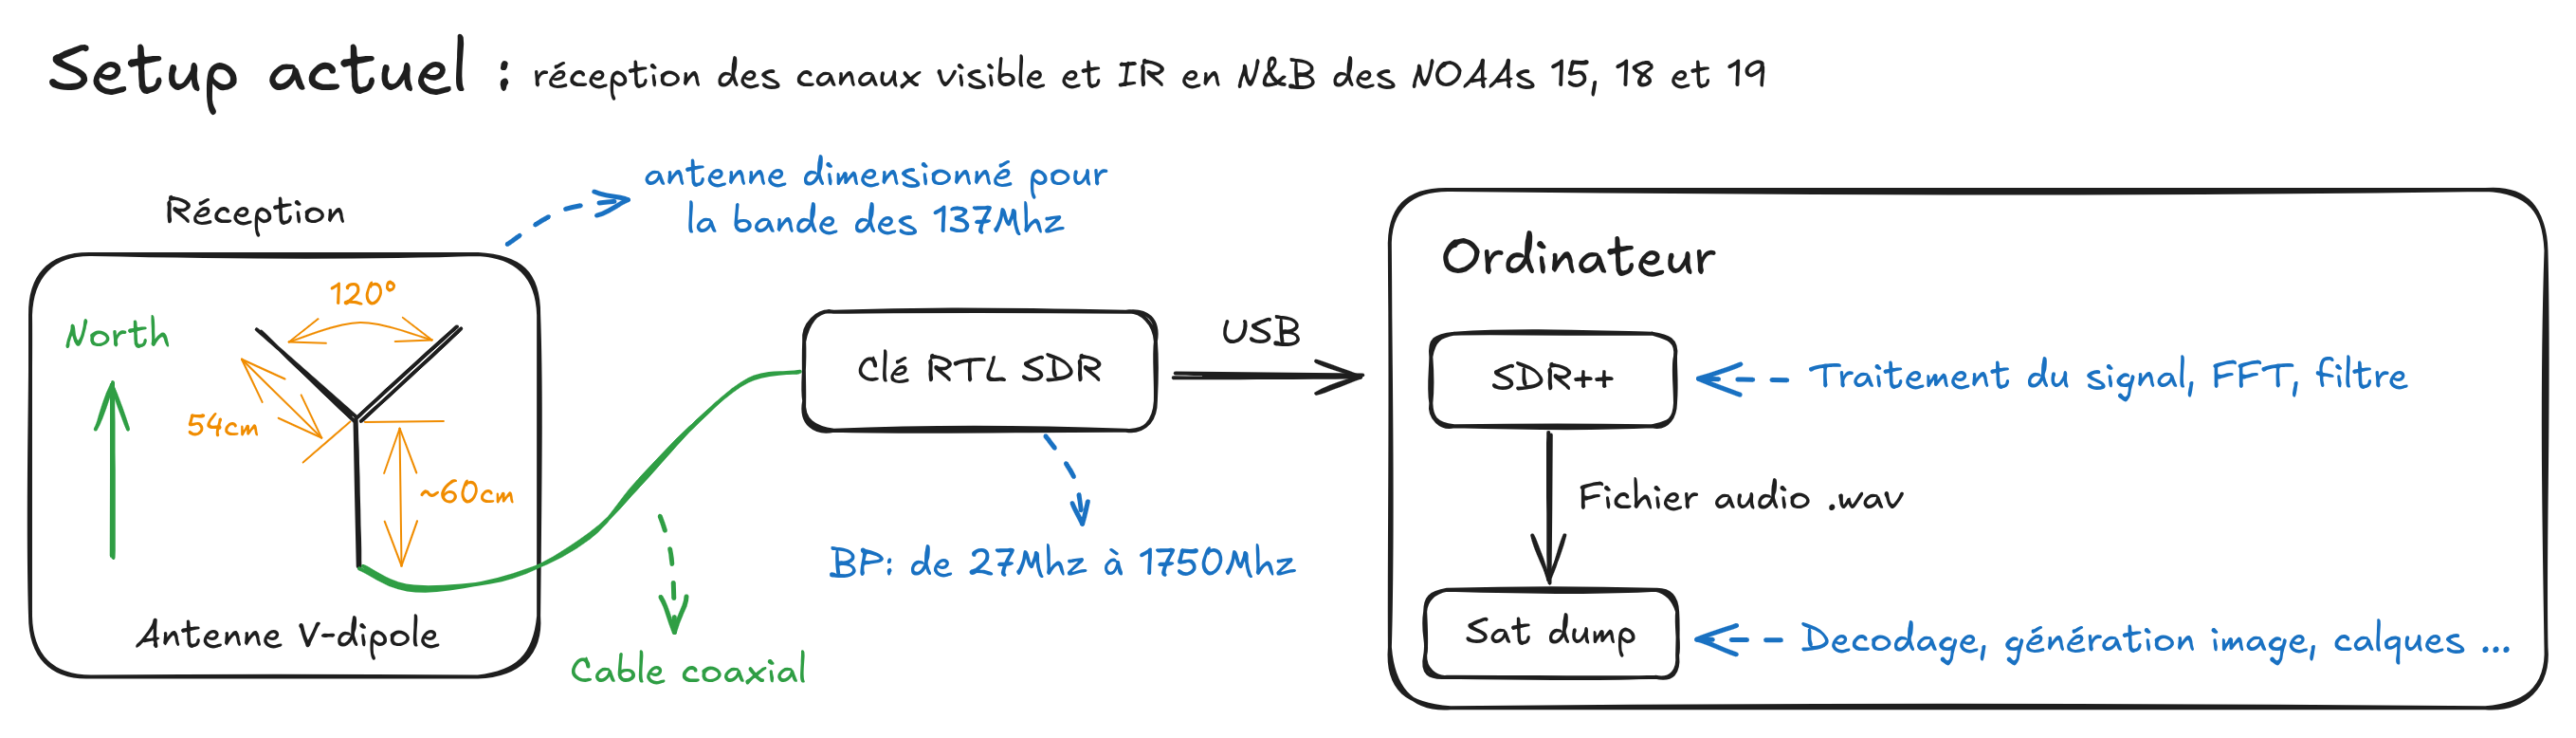 Setup actuel : réception des canaux visible et IR en N&B des NOAAs 15, 18 et 19
Réception
antenne dimensionné pour
la bande des 137Mhz
North
120°
54cm
~60cm
Antenne V-dipole
Cable coaxial
Clé RTL SDR
BP: de 27Mhz à 1750Mhz
USB
Ordinateur
SDR++
Traitement du signal, FFT, filtre
Fichier audio .wav
Sat dump
Decodage, génération image, calques ...